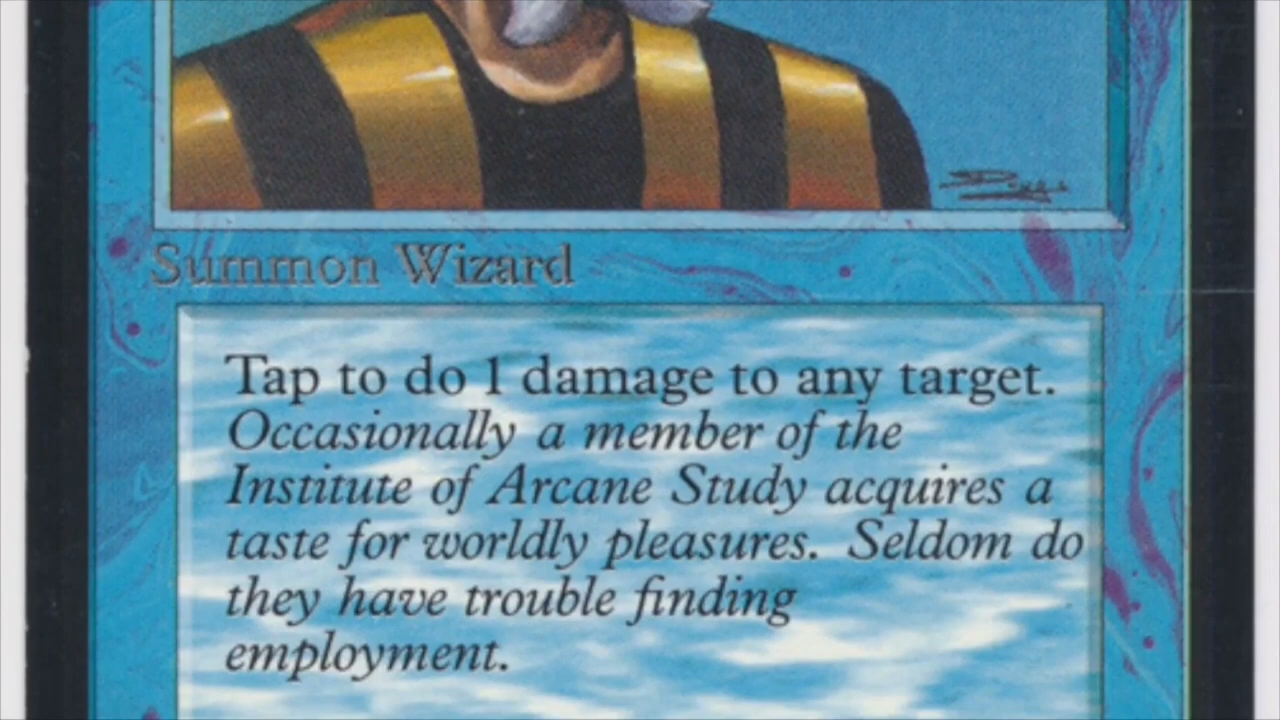 Summon Wizard
Tap to do 1 damage to any target.
Occasionally a member of the
Institute of Arcane Study acquires a
taste for worldly pleasures. Seldom do
they have trouble finding
employment.